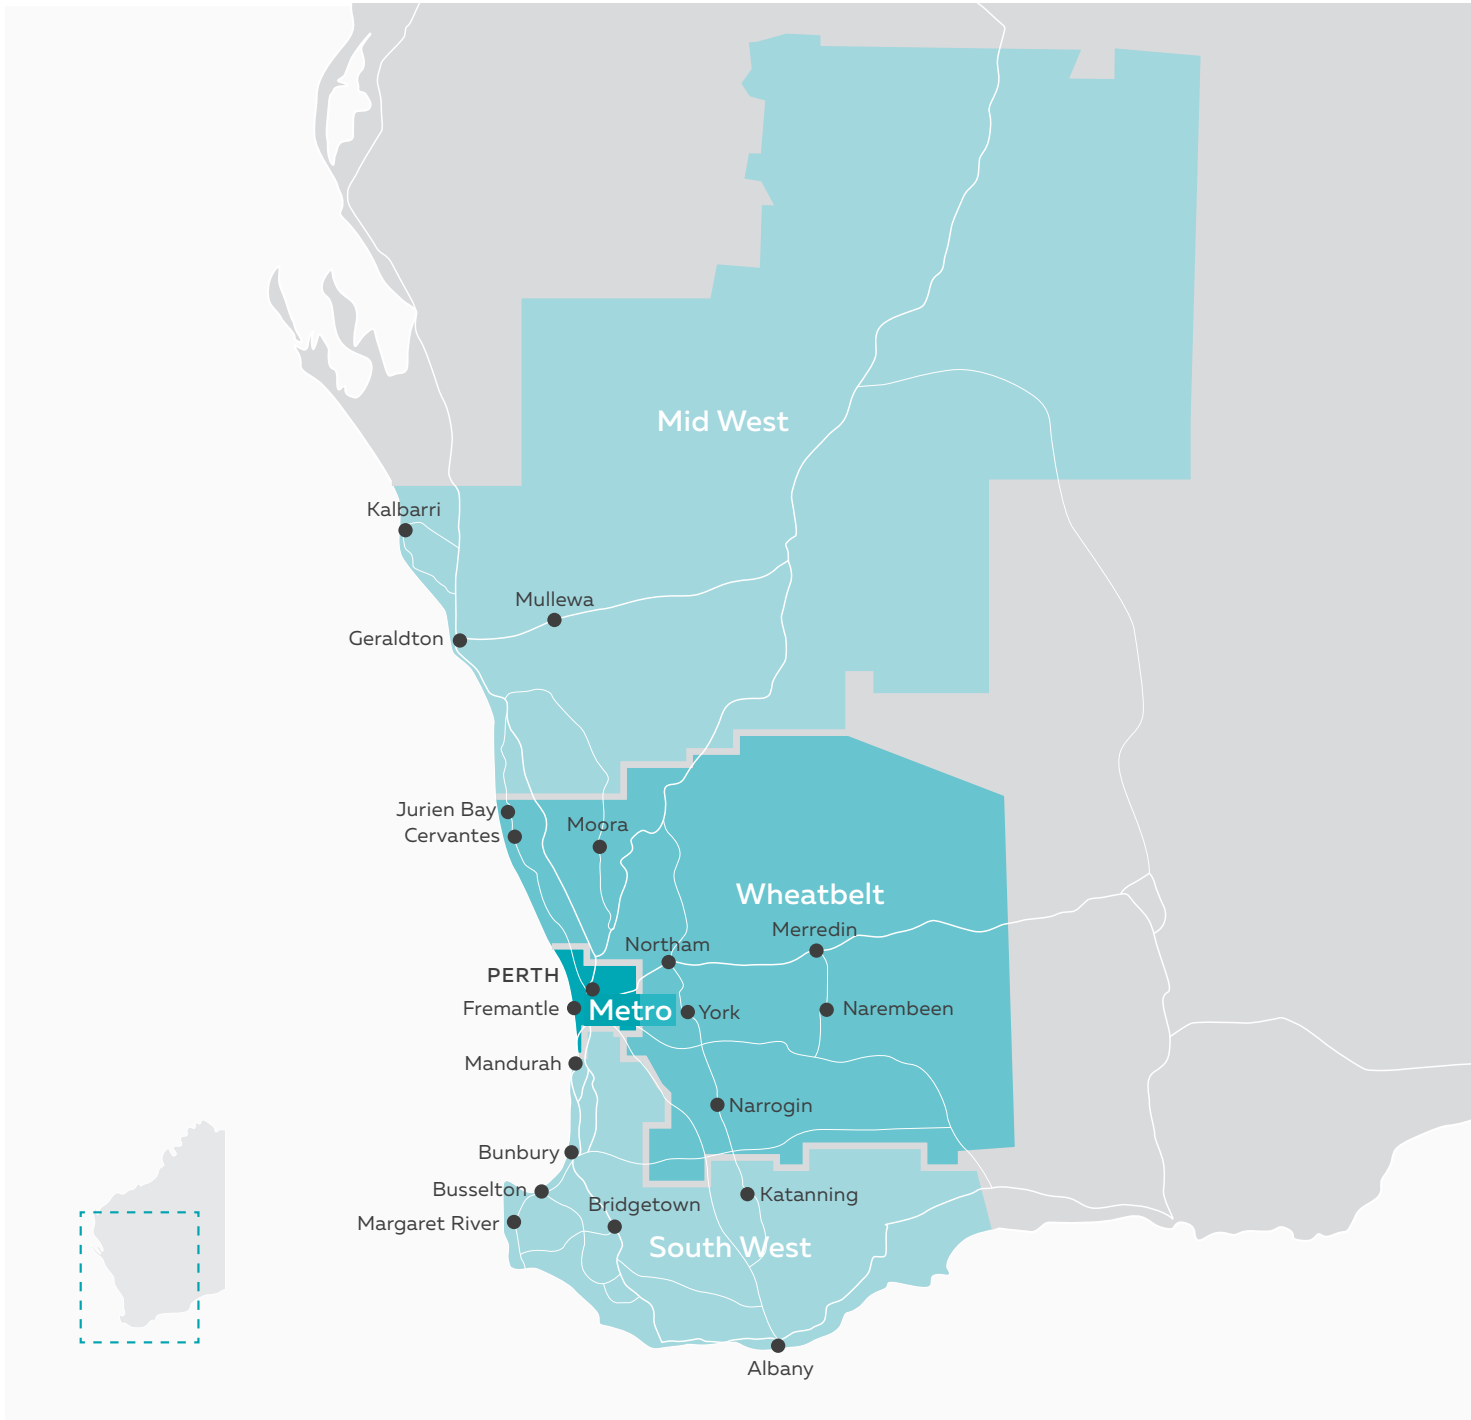 Mid West
Kalbarri
Mullewa
Geraldton
Jurien Bay
Moora
Cervantes
Wheatbelt
Merredin
Northam
PERTH
Fremantle
Metro
York
Narembeen
Mandurah
Narrogin
Bunbury
Busselton
Katanning
Bridgetown
Margaret River
South West
Albany